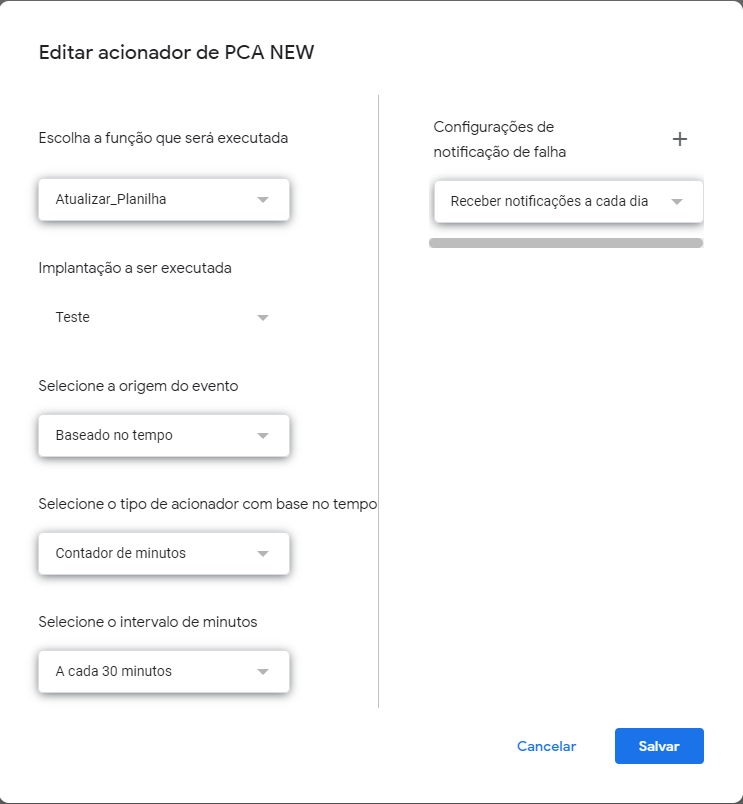 Editar acionador de PCA NEW
Escolha a função que será executada
Atualizar_Planilha
Implantação a ser executada
Teste
Selecione a origem do evento
Baseado no tempo
Selecione o tipo de acionador com base no tempo
Contador de minutos
Selecione o intervalo de minutos
A cada 30 minutos
Configurações de
notificação de falha
Receber notificações a cada dia
Cancelar
Salvar